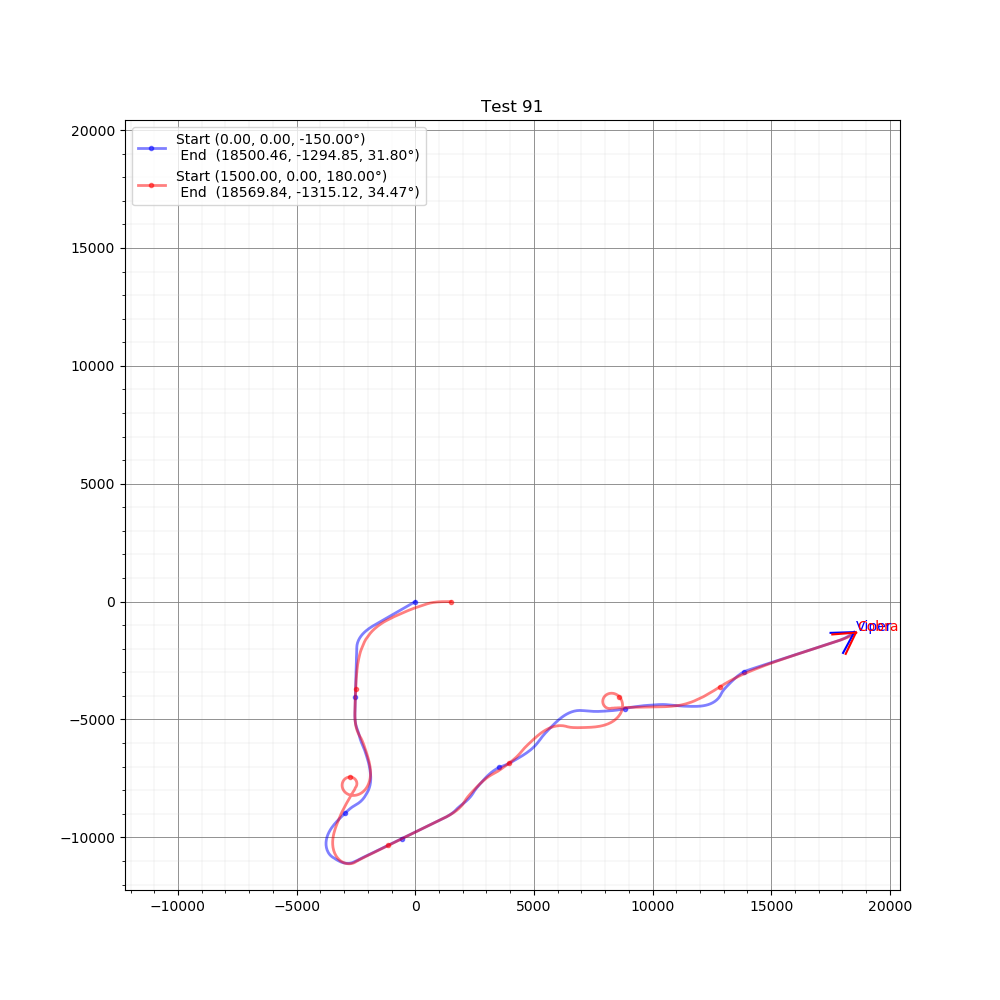 Test 91
Start (0.00, 0.00, -150.00°)
End (18500.46, -1294.85, 31.80°)
Start (1500.00, 0.00, 180.00°)
End (18569.84, -1315.12, 34.47°)
20000
15000
10000
5000
0
−5000
−10000
Viper
−10000 −5000 0 5000 10000 15000 20000